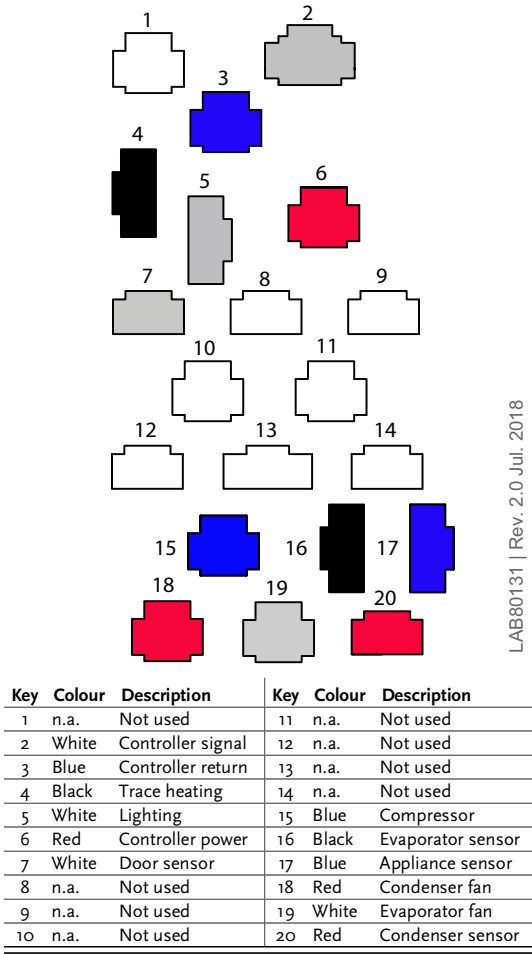 1
2
3
4
5
6
7
8
9
10
11
12
13
14
15
16
17
18
19
20
LAB80131 | Rev. 2.0 Jul. 2018
Key Colour Description Key Colour Description
1 n.a. Not used 11 n.a. Not used
2 White Controller signal 12 n.a. Not used
3 Blue Controller return 13 n.a. Not used
4 Black Trace heating 14 n.a. Not used
5 White Lighting 15 Blue Compressor
6 Red Controller power 16 Black Evaporator sensor
7 White Door sensor 17 Blue Appliance sensor
8 n.a. Not used 18 Red Condenser fan
9 n.a. Not used 19 White Evaporator fan
10 n.a. Not used 20 Red Condenser sensor